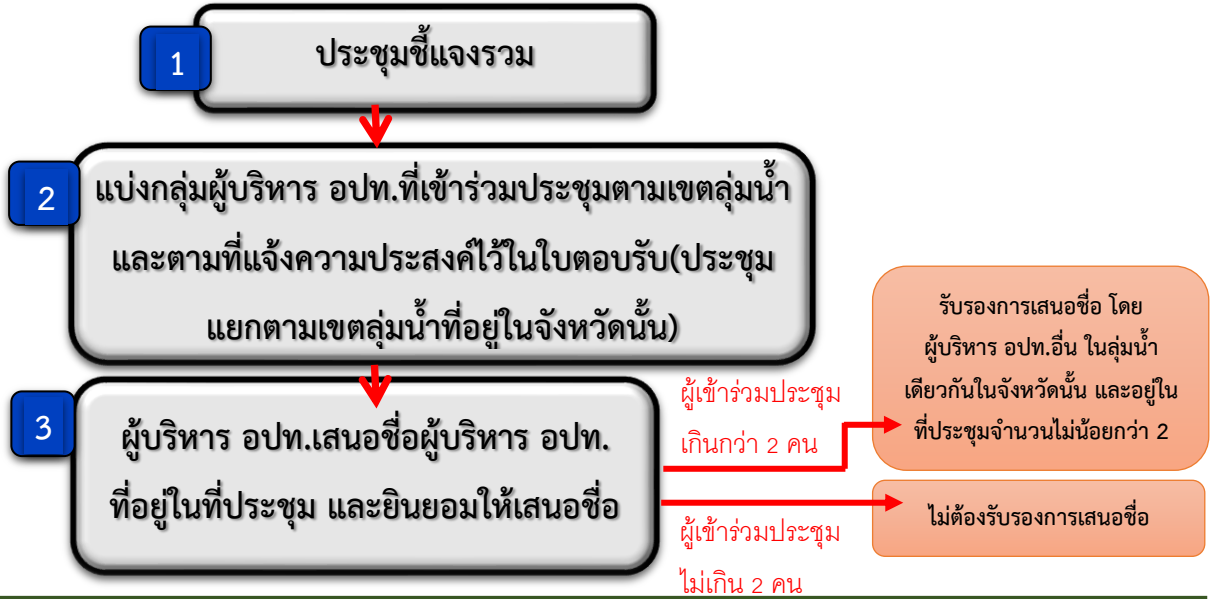 1
ประชุมชี้แจงรวม
2
แบ่งกลุ่มผู้บริหาร อปท.ที่เข้าร่วมประชุมตามเขตลุ่มน้ำ
และตามที่แจ้งความประสงค์ไว้ในใบตอบรับ(ประชุม
แยกตามเขตลุ่มน้ำที่อยู่ในจังหวัดนั้น)
3
ผู้บริหาร อปท.เสนอชื่อผู้บริหาร อปท.
ที่อยู่ในที่ประชุม และยินยอมให้เสนอชื่อ
ผู้เข้าร่วมประชุม
เกินกว่า 2 คน
รับรองการเสนอชื่อ โดย
ผู้บริหาร อปท.อื่น ในลุ่มน้ำ
เดียวกันในจังหวัดนั้น และอยู่ใน
ที่ประชุมจำนวนไม่น้อยกว่า 2
ผู้เข้าร่วมประชุม
ไม่เกิน 2 คน
ไม่ต้องรับรองการเสนอชื่อ